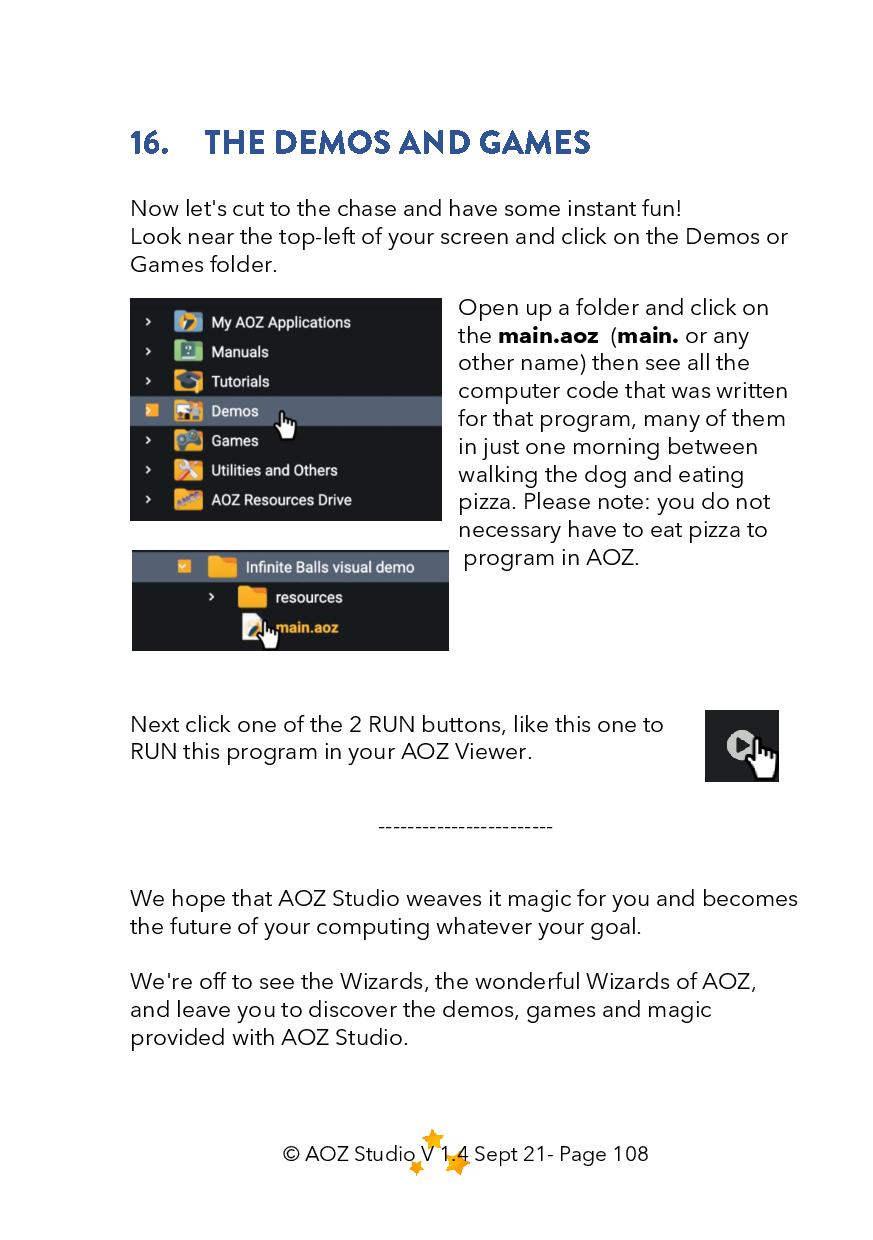 16. THE DEMOS AND GAMES
Now let's cut to the chase and have some instant fun!
Look near the top-left of your screen and click on the Demos or
Games folder.
My AOZ Applications
Manuals
Tutorials
Demos
Games
Utilities and Others
AOZ Resources Drive
Open up a folder and click on
the main.aoz (main. or any
other name) then see all the
computer code that was written
for that program, many of them
in just one morning between
walking the dog and eating
pizza. Please note: you do not
necessary have to eat pizza to
program in AOZ.
Infinite Balls visual demo
resources
main.aoz
Next click one of the 2 RUN buttons, like this one to
RUN this program in your AOZ Viewer.
------------------------
We hope that AOZ Studio weaves it magic for you and becomes
the future of your computing whatever your goal.
We're off to see the Wizards, the wonderful Wizards of AOZ,
and leave you to discover the demos, games and magic
provided with AOZ Studio.
© AOZ Studio V 1.4 Sept 21- Page 108